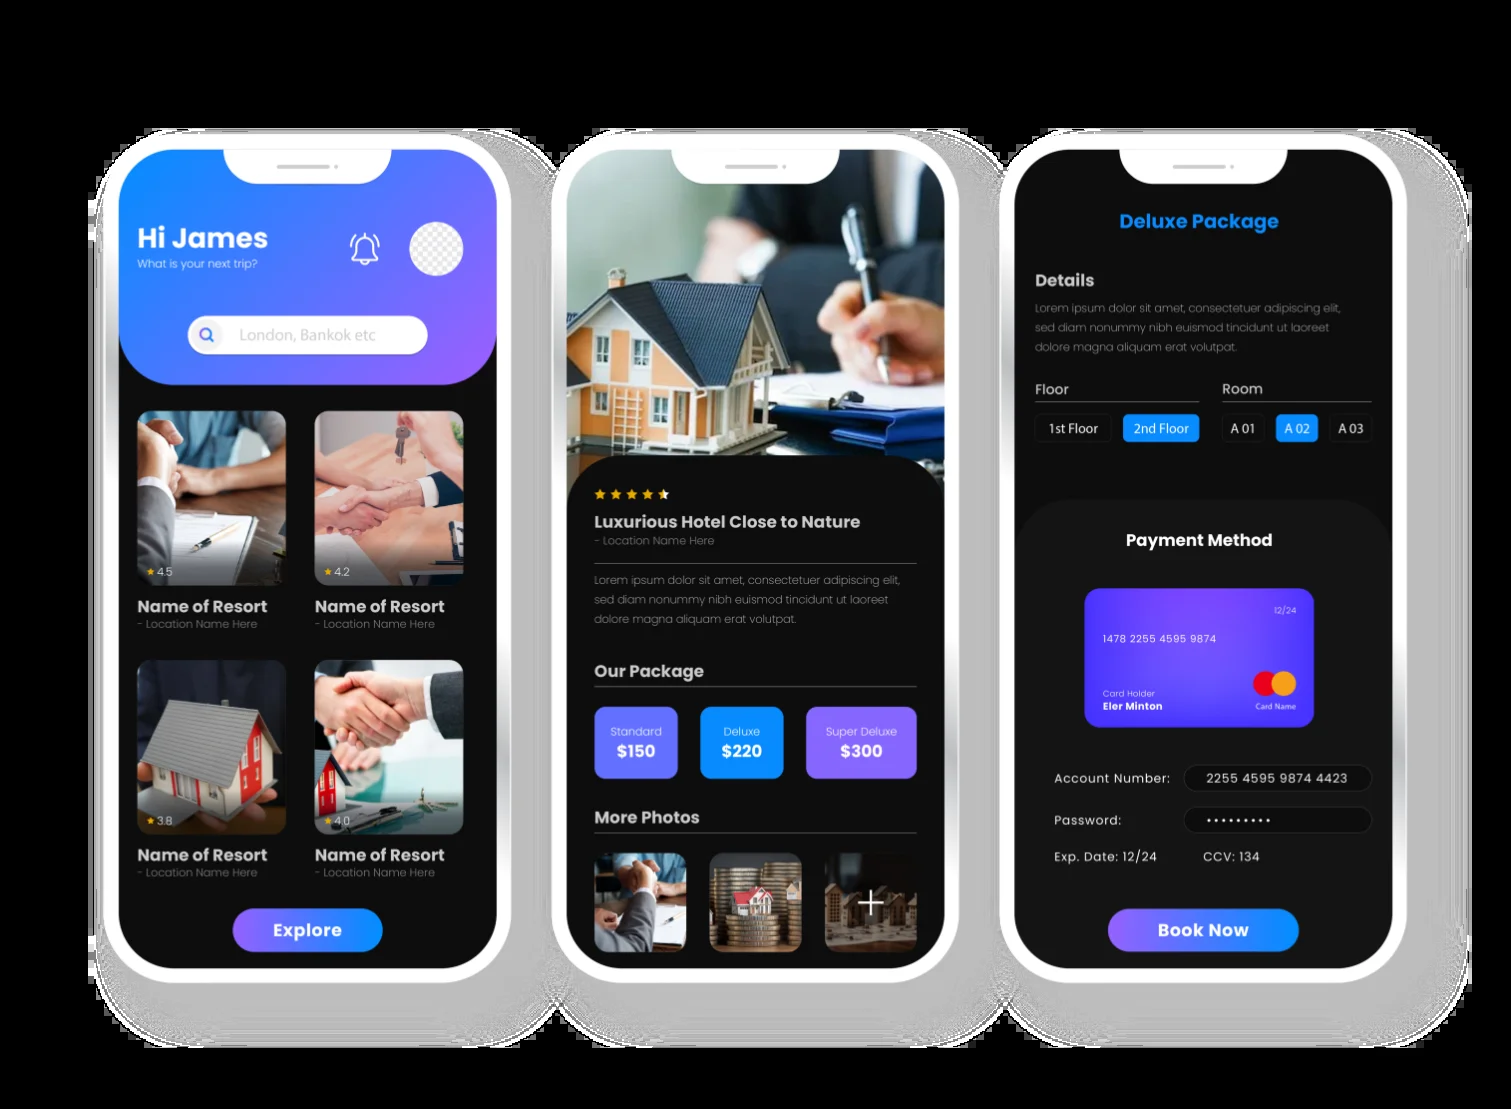 Hi James
What is your next trip?
London, Bankok etc
4.5
4.2
Name of Resort
- Location Name Here
Name of Resort
- Location Name Here
3.8
4.0
Name of Resort
- Location Name Here
Name of Resort
- Location Name Here
Explore
Luxurious Hotel Close to Nature
- Location Name Here
Lorem ipsum dolor sit amet, consectetuer adipiscing elit,
sed diam nonummy nibh euismod tincidunt ut laoreet
dolore magna aliquam erat volutpat.
Our Package
Standard
$150
Deluxe
$220
Super Deluxe
$300
More Photos
Deluxe Package
Details
Lorem ipsum dolor sit amet, consectetuer adipiscing elit,
sed diam nonummy nibh euismod tincidunt ut laoreet
dolore magna aliquam erat volutpat.
Floor
1st Floor 2nd Floor
Room
A 01 A 02 A 03
Payment Method
12/24
1478 2255 4595 9874
Card Holder
Eler Minton
Card Name
Account Number: 2255 4595 9874 4423
Password: •••••••••
Exp. Date: 12/24 CCV: 134
Book Now